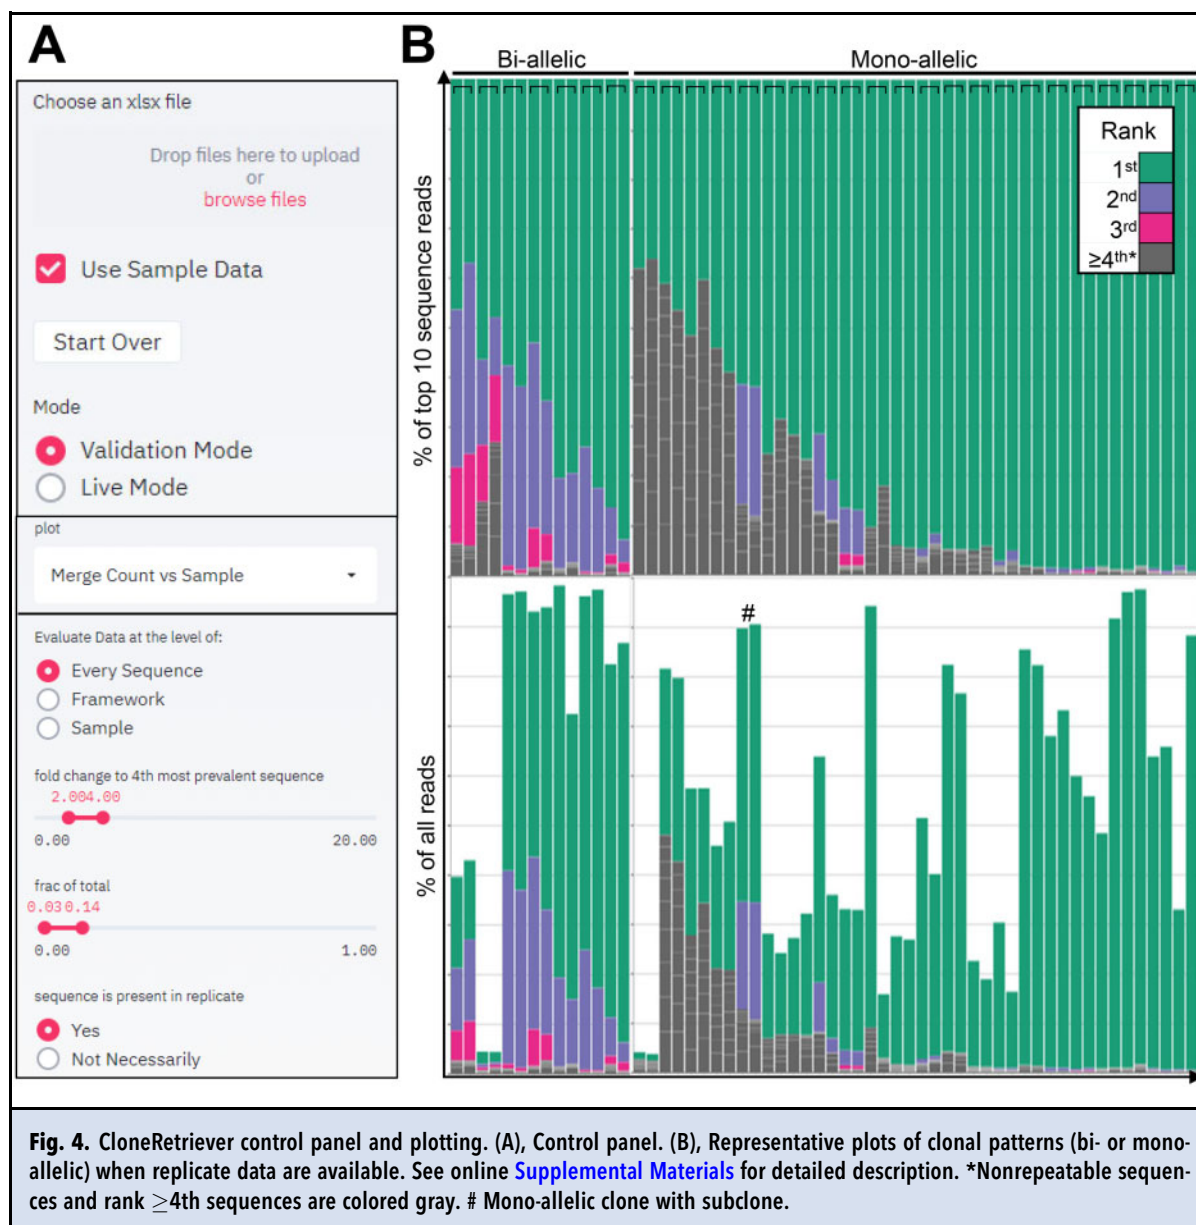 A
Choose an xlsx file
Drop files here to upload
or
browse files
Use Sample Data
Start Over
Mode
Validation Mode
Live Mode
plot
Merge Count vs Sample
Evaluate Data at the level of:
Every Sequence
Framework
Sample
fold change to 4th most prevalent sequence
2.004.00
0.00 20.00
frac of total
0.030.14
0.00 1.00
sequence is present in replicate
Yes
Not Necessarily
B
Bi-allelic Mono-allelic
% of top 10 sequence reads
Rank
1st
2nd
3rd
≥4th*
% of all reads
#
Fig. 4. CloneRetriever control panel and plotting. (A), Control panel. (B), Representative plots of clonal patterns (bi- or mono-
allelic) when replicate data are available. See online Supplemental Materials for detailed description. *Nonrepeatable sequen-
ces and rank ≥4th sequences are colored gray. # Mono-allelic clone with subclone.